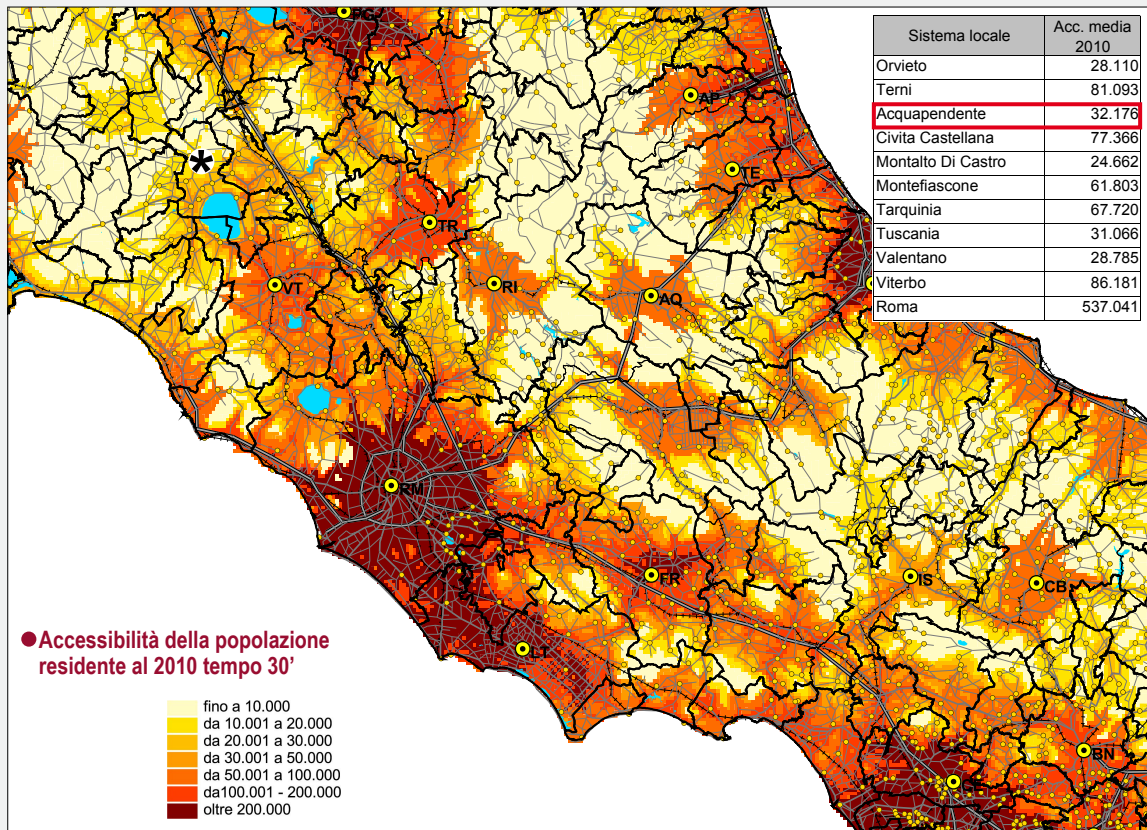 Sistema locale Acc. media 2010
Orvieto 28.110
Terni 81.093
Acquapendente 32.176
Civita Castellana 77.366
Montalto Di Castro 24.662
Montefiascone 61.803
Tarquinia 67.720
Tuscania 31.066
Valentano 28.785
Viterbo 86.181
Roma 537.041
AP
*
TE
TR
VT
RI
AQ
RM
FR
IS
CB
LT
BN
Accessibilità della popolazione
residente al 2010 tempo 30’
fino a 10.000
da 10.001 a 20.000
da 20.001 a 30.000
da 30.001 a 50.000
da 50.001 a 100.000
da100.001 - 200.000
oltre 200.000